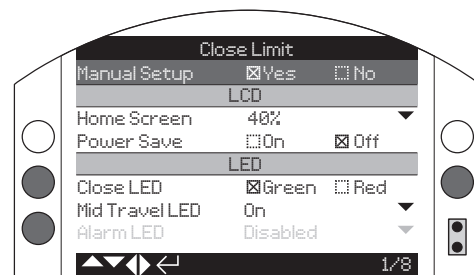 Close Limit
Manual Setup ☒Yes ☐No
LCD
Home Screen 40% ▼
Power Save ☐On ☒Off
LED
Close LED ☒Green ☐Red
Mid Travel LED On ▼
Alarm LED Disabled ▼
1/8